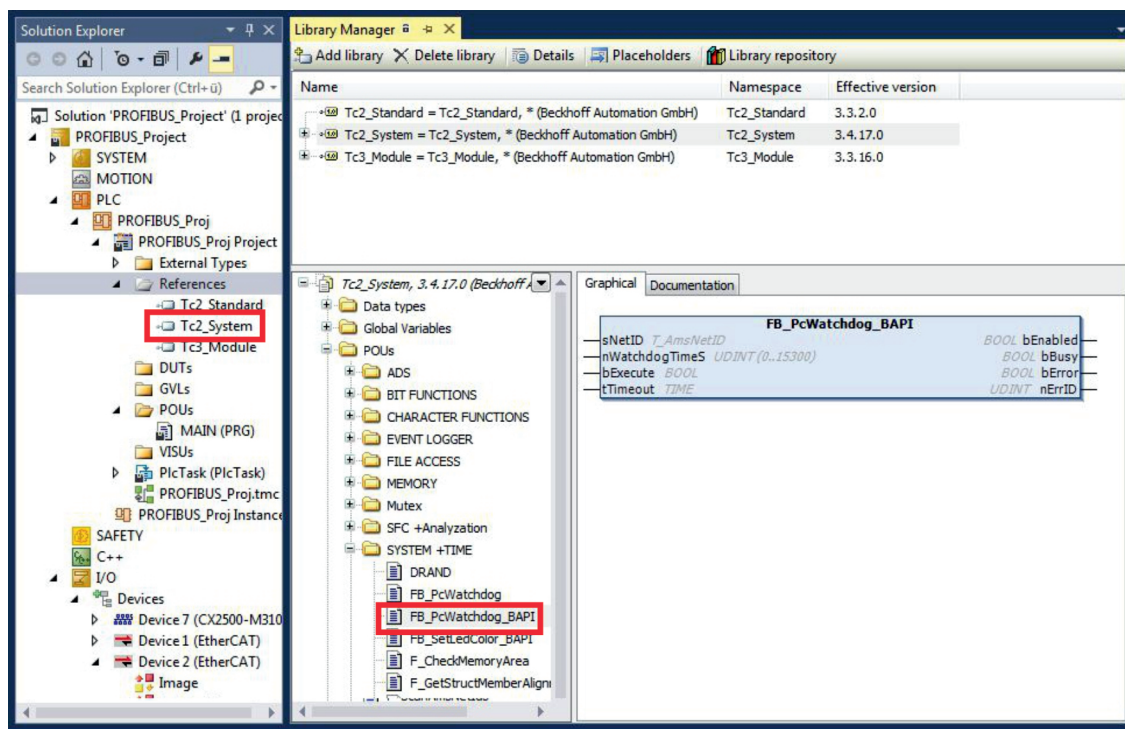 Solution Explorer
Search Solution Explorer (Ctrl+ü)
Solution 'PROFIBUS_Project' (1 projec
PROFIBUS_Project
SYSTEM
MOTION
PLC
PROFIBUS_Proj
PROFIBUS_Proj Project
External Types
References
Tc2_Standard
Tc2_System
Tc3_Module
DUTs
GVLs
POUs
MAIN (PRG)
VISUs
PlcTask (PlcTask)
PROFIBUS_Proj.tmc
PROFIBUS_Proj Instance
SAFETY
C++
I/O
Devices
Device 7 (CX2500-M310
Device 1 (EtherCAT)
Device 2 (EtherCAT)
Image
Library Manager
Add library Delete library Details Placeholders Library repository
Name Namespace Effective version
Tc2_Standard = Tc2_Standard, * (Beckhoff Automation GmbH) Tc2_Standard 3.3.2.0
Tc2_System = Tc2_System, * (Beckhoff Automation GmbH) Tc2_System 3.4.17.0
Tc3_Module = Tc3_Module, * (Beckhoff Automation GmbH) Tc3_Module 3.3.16.0
Tc2_System, 3.4.17.0 (Beckhoff A
Data types
Global Variables
POUs
ADS
BIT FUNCTIONS
CHARACTER FUNCTIONS
EVENT LOGGER
FILE ACCESS
MEMORY
Mutex
SFC +Analyzation
SYSTEM +TIME
DRAND
FB_PcWatchdog
FB_PcWatchdog_BAPI
FB_SetLedColor_BAPI
F_CheckMemoryArea
F_GetStructMemberAlignm
Graphical Documentation
FB_PcWatchdog_BAPI
sNetID T_AmsNetID BOOL bEnabled
nWatchdogTimeS UDINT (0..15300) BOOL bBusy
bExecute BOOL BOOL bError
tTimeout TIME UDINT nErrID